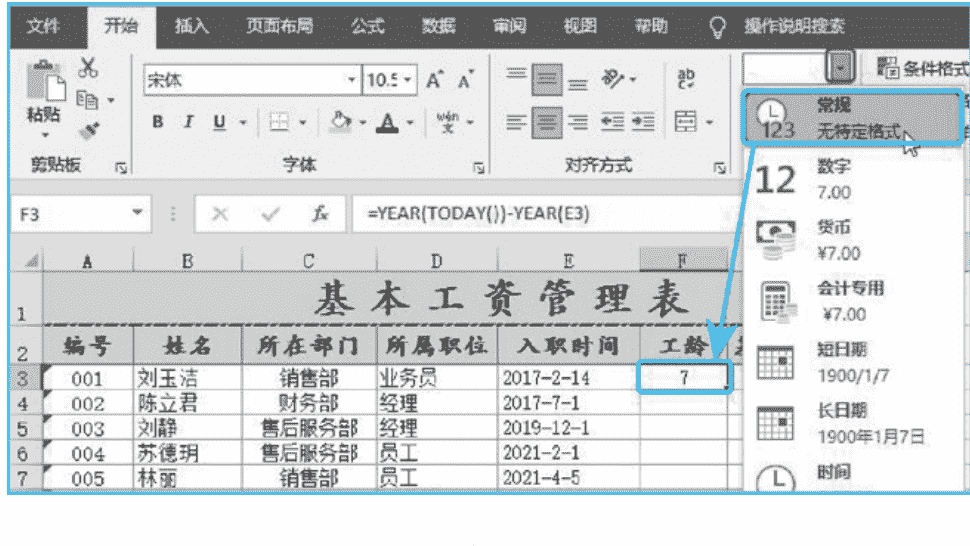 文件 开始 插入 页面布局 公式 数据 审阅 视图 帮助 操作说明搜索
宋体 10.5 A A ab 条件格式
粘贴 B I U A wén 文
剪贴板 字体 对齐方式
常规
123 无特定格式
12 数字
7.00
货币
¥7.00
会计专用
¥7.00
短日期
1900/1/7
长日期
1900年1月7日
时间
F3 fx =YEAR(TODAY())-YEAR(E3)
A B C D E F
1 基本工资管理表
2 编号 姓名 所在部门 所属职位 入职时间 工龄
3 001 刘玉洁 销售部 业务员 2017-2-14 7
4 002 陈立君 财务部 经理 2017-7-1
5 003 刘静 售后服务部 经理 2019-12-1
6 004 苏德玥 售后服务部 员工 2021-2-1
7 005 林丽 销售部 员工 2021-4-5